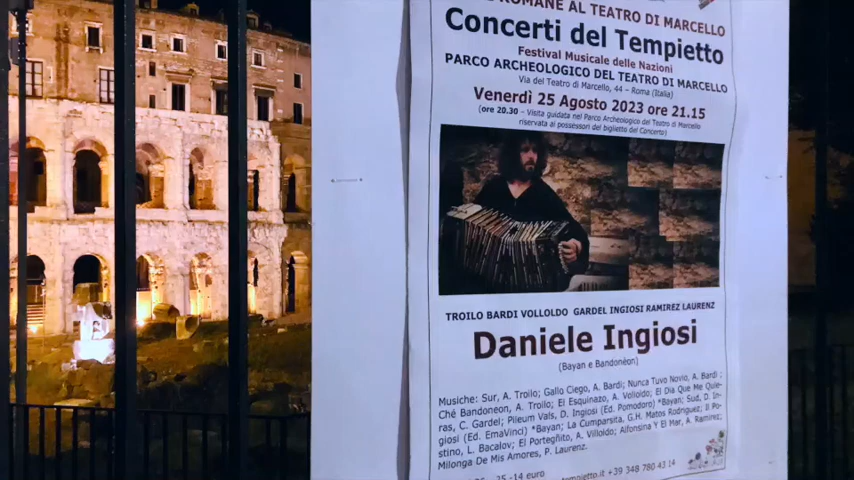 ROMANE AL TEATRO DI MARCELLO
Concerti del Tempietto
Festival Musicale delle Nazioni
PARCO ARCHEOLOGICO DEL TEATRO DI MARCELLO
Via del Teatro di Marcello, 44 – Roma (Italia)
Venerdì 25 Agosto 2023 ore 21.15
(ore 20.30 – Visita guidata nel Parco Archeologico del Teatro di Marcello
riservata ai possessori del biglietto del Concerto)
TROILO BARDI VOLLOLDO GARDEL INGIOSI RAMIREZ LAURENZ
Daniele Ingiosi
(Bayan e Bandonèon)
Musiche: Sur, A. Troilo; Gallo Ciego, A. Bardi; Nunca Tuvo Novio, A. Bardi;
Ché Bandoneon, A. Troilo; El Esquinazo, A. Volloldo; El Dia Que Me Quie-
ras, C. Gardel; Plieum Vals, D. Ingiosi (Ed. Pomodoro) *Bayan; Sud, D. In-
giosi (Ed. EmaVinci) *Bayan; La Cumparsita, G.H. Matos Rodriguez; Il Po-
stino, L. Bacalov; El Portegñito, A. Villoldo; Alfonsina Y El Mar, A. Ramirez;
Milonga De Mis Amores, P. Laurenz.
25 -14 euro
tempietto.it +39 348 780 43 14